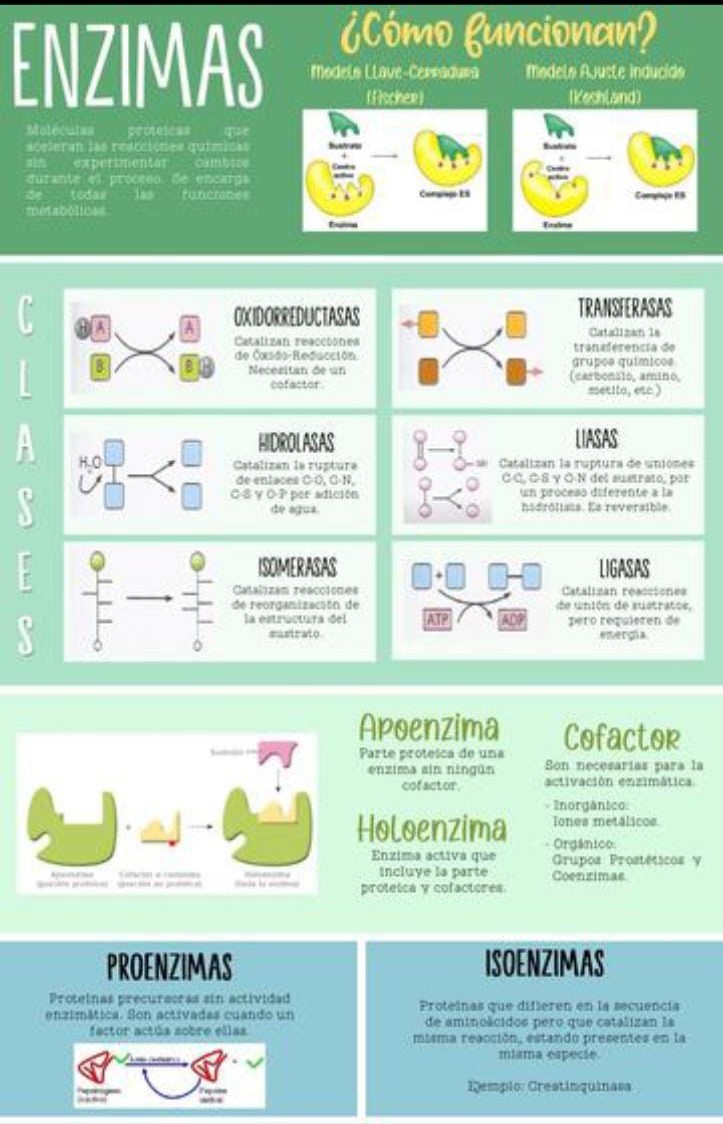 ENZIMAS
Moléculas proteicas que
aceleran las reacciones químicas
sin experimentar cambios
durante el proceso. Se encarga
de todas las funciones
metabólicas.
¿Cómo funcionan?
Modelo Llave-Cerradura
(Fischer)
Sustrato
+
Centro
activo
Enzima
Complejo ES
Modelo Ajuste Inducido
(Koshland)
Sustrato
+
Centro
activo
Enzima
Complejo ES
CLASES
H A
B
A
B H
OXIDORREDUCTASAS
Catalizan reacciones
de Óxido-Reducción.
Necesitan de un
cofactor.
TRANSFERASAS
Catalizan la
transferencia de
grupos químicos.
(carbonilo, amino,
metilo, etc.)
H₂O
HIDROLASAS
Catalizan la ruptura
de enlaces C-O, C-N,
C-S y O-P por adición
de agua.
LIASAS
Catalizan la ruptura de uniones
C-C, C-S y C-N del sustrato, por
un proceso diferente a la
hidrólisis. Es reversible.
ISOMERASAS
Catalizan reacciones
de reorganización de
la estructura del
sustrato.
+
ATP
ADP
LIGASAS
Catalizan reacciones
de unión de sustratos,
pero requieren de
energía.
Sustrato
+
Apoenzima
(porción proteica)
Cofactor o coenzima
(porción no proteica)
Holoenzima
(toda la enzima)
Apoenzima
Parte proteica de una
enzima sin ningún
cofactor.
Holoenzima
Enzima activa que
incluye la parte
proteica y cofactores.
Cofactor
Son necesarias para la
activación enzimática.
- Inorgánico:
Iones metálicos.
- Orgánico:
Grupos Prostéticos y
Coenzimas.
PROENZIMAS
Proteínas precursoras sin actividad
enzimática. Son activadas cuando un
factor actúa sobre ellas.
Pepsinógeno
(inactivo)
Pepsina
(activa)
ISOENZIMAS
Proteínas que difieren en la secuencia
de aminoácidos pero que catalizan la
misma reacción, estando presentes en la
misma especie.
Ejemplo: Creatinquinasa